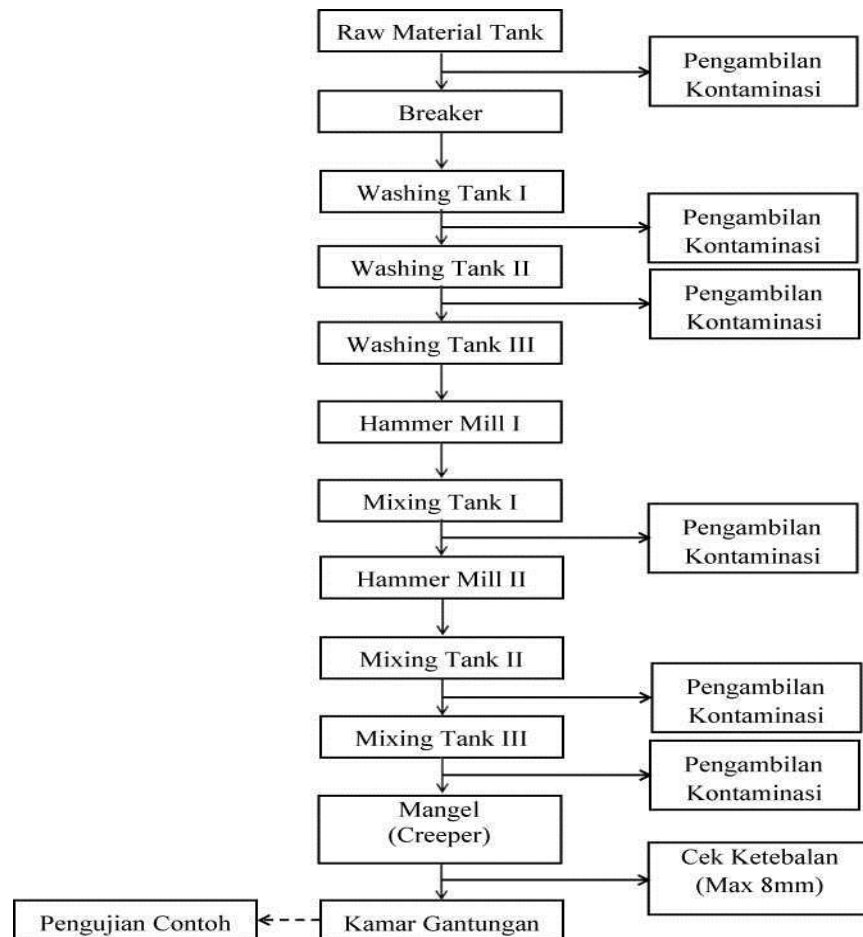 Raw Material Tank
Pengambilan
Kontaminasi
Breaker
Washing Tank I
Pengambilan
Kontaminasi
Washing Tank II
Pengambilan
Kontaminasi
Washing Tank III
Hammer Mill I
Mixing Tank I
Pengambilan
Kontaminasi
Hammer Mill II
Mixing Tank II
Pengambilan
Kontaminasi
Mixing Tank III
Pengambilan
Kontaminasi
Mangel
(Creeper)
Cek Ketebalan
(Max 8mm)
Pengujian Contoh
Kamar Gantungan